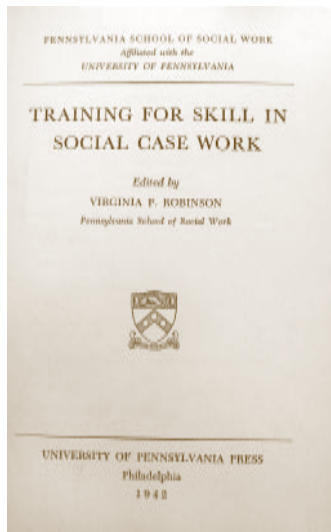 PENNSYLVANIA SCHOOL OF SOCIAL WORK
Affiliated with the
UNIVERSITY OF PENNSYLVANIA
TRAINING FOR SKILL IN
SOCIAL CASE WORK
Edited by
VIRGINIA P. ROBINSON
Pennsylvania School of Social Work
UNIVERSITY OF PENNSYLVANIA PRESS
Philadelphia
1942